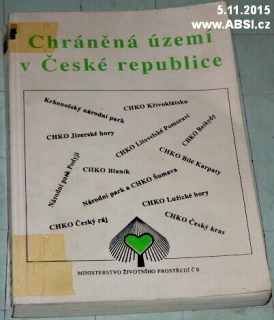 5.11.2015
www.ABSI.cz
Chráněná území
v České republice
Krkonošský národní park
CHKO Křivoklátsko
CHKO Jizerské hory
CHKO Litovelské Pomoraví
CHKO Beskydy
Národní park Podyjí
CHKO Blaník
CHKO Bílé Karpaty
Národní park a CHKO Šumava
CHKO Lužické hory
CHKO Český ráj
CHKO Český kras
MINISTERSTVO ŽIVOTNÍHO PROSTŘEDÍ ČR